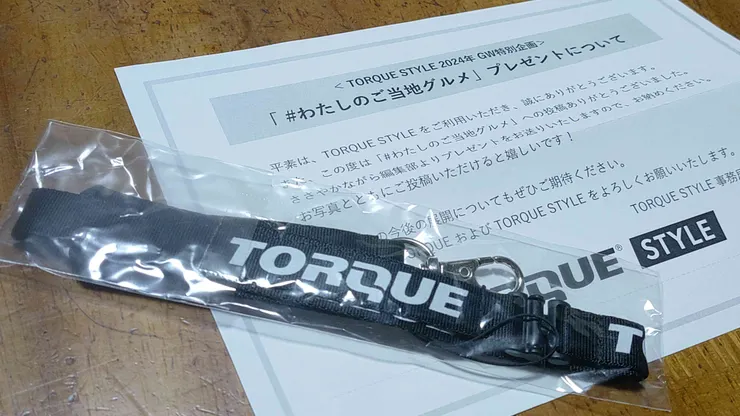 ＜TORQUE STYLE 2024年 GW特別企画＞
「 #わたしのご当地グルメ」プレゼントについて
平素は、TORQUE STYLEをご利用いただき、誠にありがとうございます。
この度は「#わたしのご当地グルメ」への投稿ありがとうございました。
ささやかながら編集部よりプレゼントをお送りいたしますので、お納めください。
お写真とともにご投稿いただけると嬉しいです！
の今後の展開についてもぜひご期待ください。
QUE および TORQUE STYLE をよろしくお願いいたします。
TORQUE STYLE 事務局
QUE® STYLE
TORQUE
T